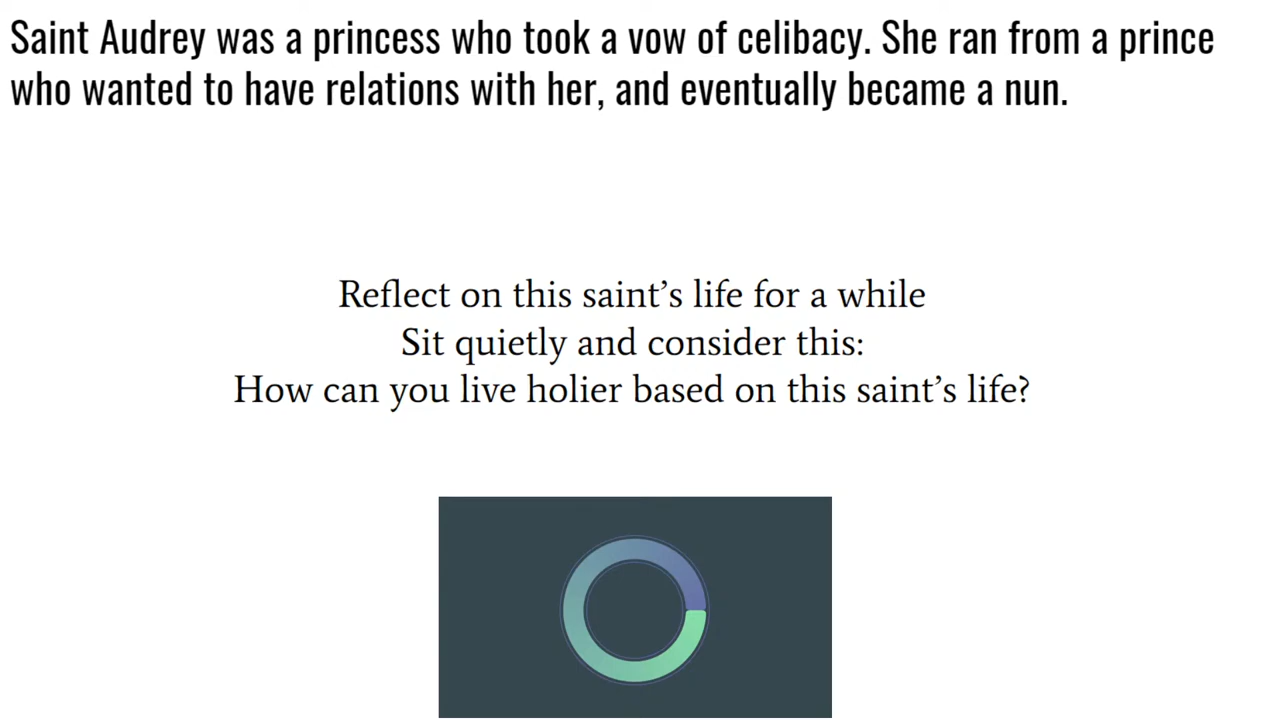 Saint Audrey was a princess who took a vow of celibacy. She ran from a prince
who wanted to have relations with her, and eventually became a nun.
Reflect on this saint’s life for a while
Sit quietly and consider this:
How can you live holier based on this saint’s life?